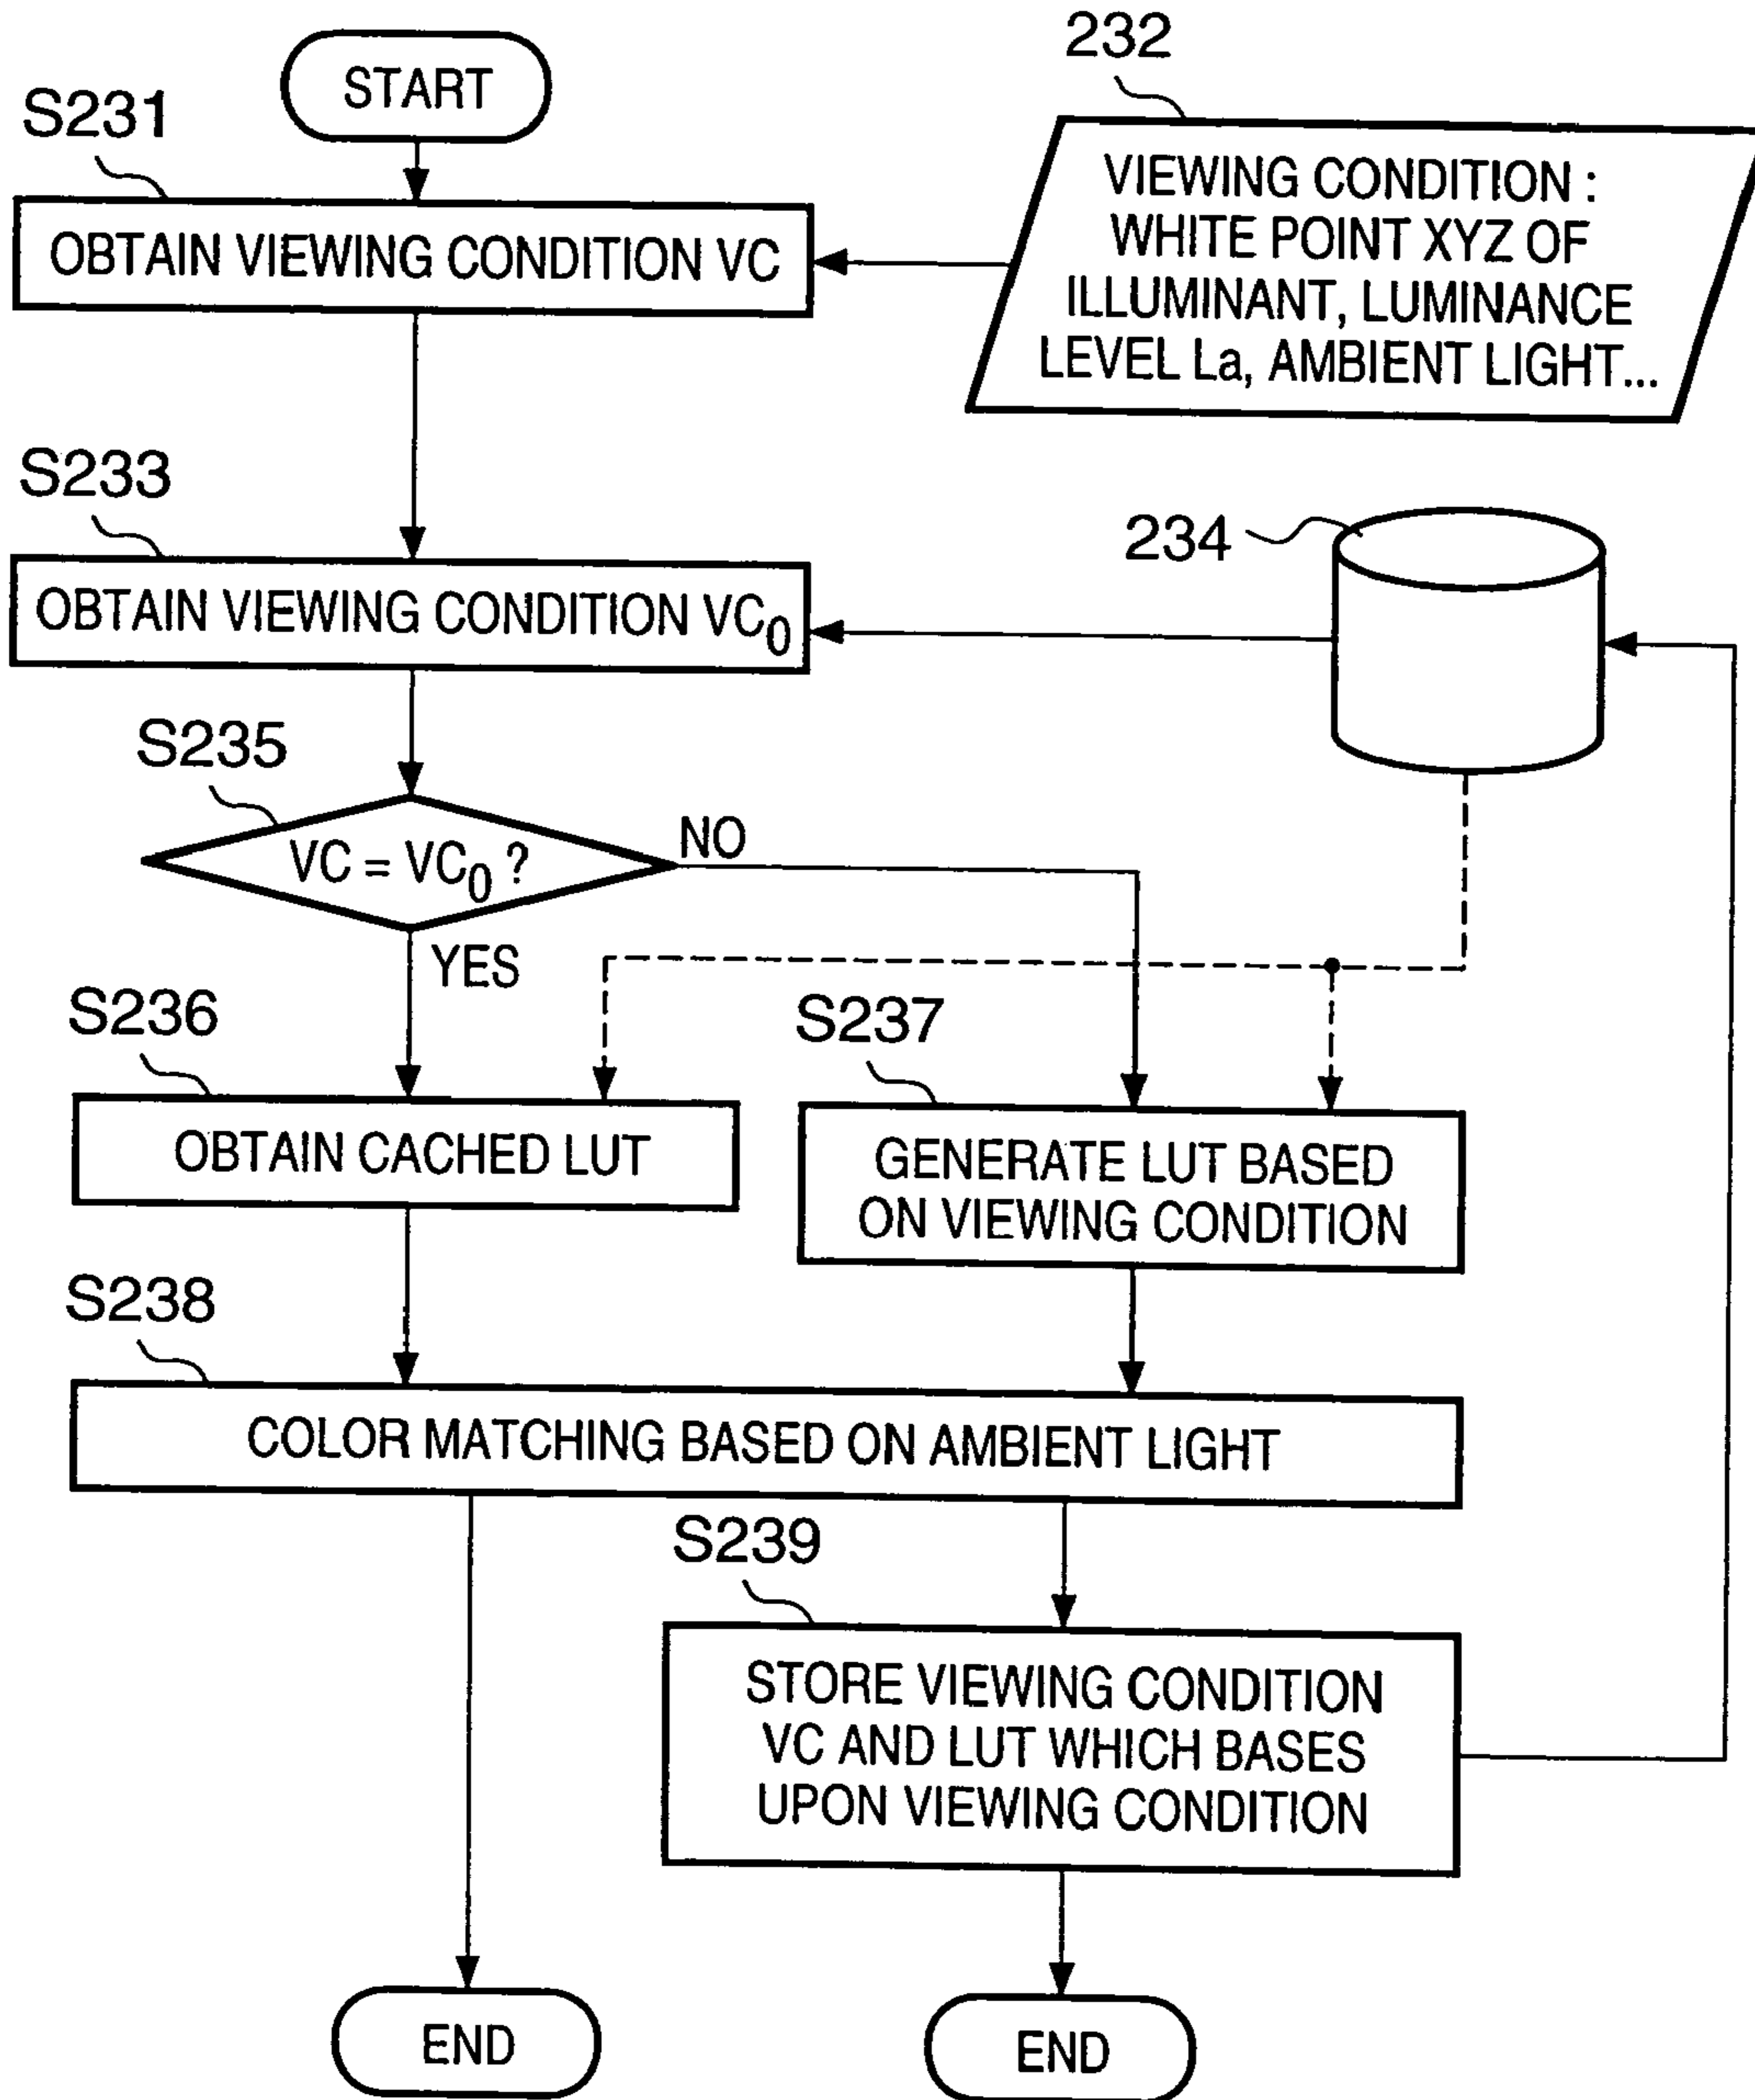 START
232
S231
VIEWING CONDITION :
WHITE POINT XYZ OF
ILLUMINANT, LUMINANCE
LEVEL La, AMBIENT LIGHT...
OBTAIN VIEWING CONDITION VC
S233
234
OBTAIN VIEWING CONDITION VC₀
S235
VC = VC₀ ?
NO
YES
S236
S237
OBTAIN CACHED LUT
GENERATE LUT BASED
ON VIEWING CONDITION
S238
COLOR MATCHING BASED ON AMBIENT LIGHT
S239
STORE VIEWING CONDITION
VC AND LUT WHICH BASES
UPON VIEWING CONDITION
END
END